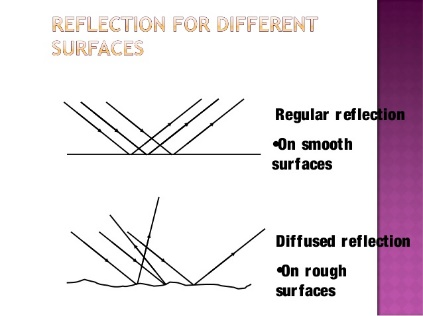 REFLECTION FOR DIFFERENT
SURFACES
Regular reflection
•On smooth
surfaces
Diffused reflection
•On rough
surfaces